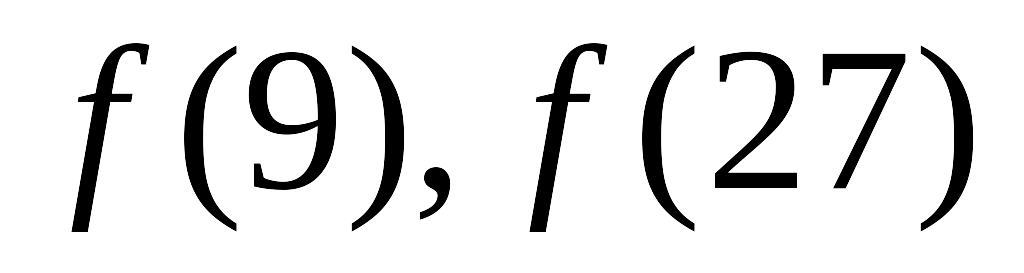 f (9), f (27)